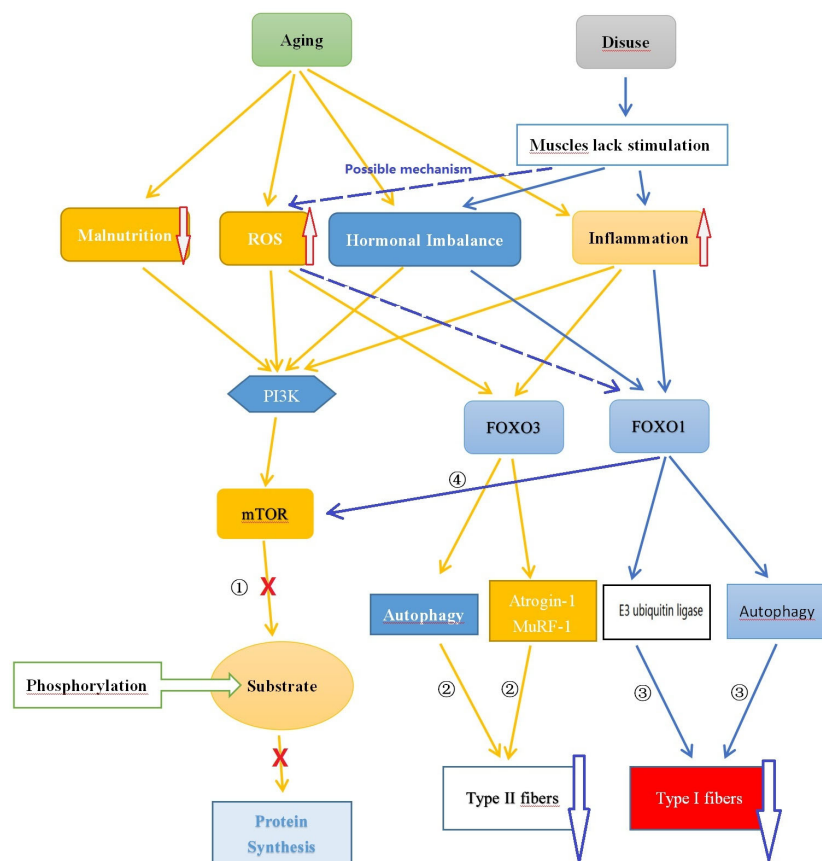 Aging
Disuse
Muscles lack stimulation
Possible mechanism
Malnutrition
ROS
Hormonal Imbalance
Inflammation
PI3K
FOXO3
FOXO1
④
mTOR
①
X
Autophagy
Atrogin-1
MuRF-1
E3 ubiquitin ligase
Autophagy
Phosphorylation
Substrate
②
②
③
③
X
Type II fibers
Type I fibers
Protein
Synthesis